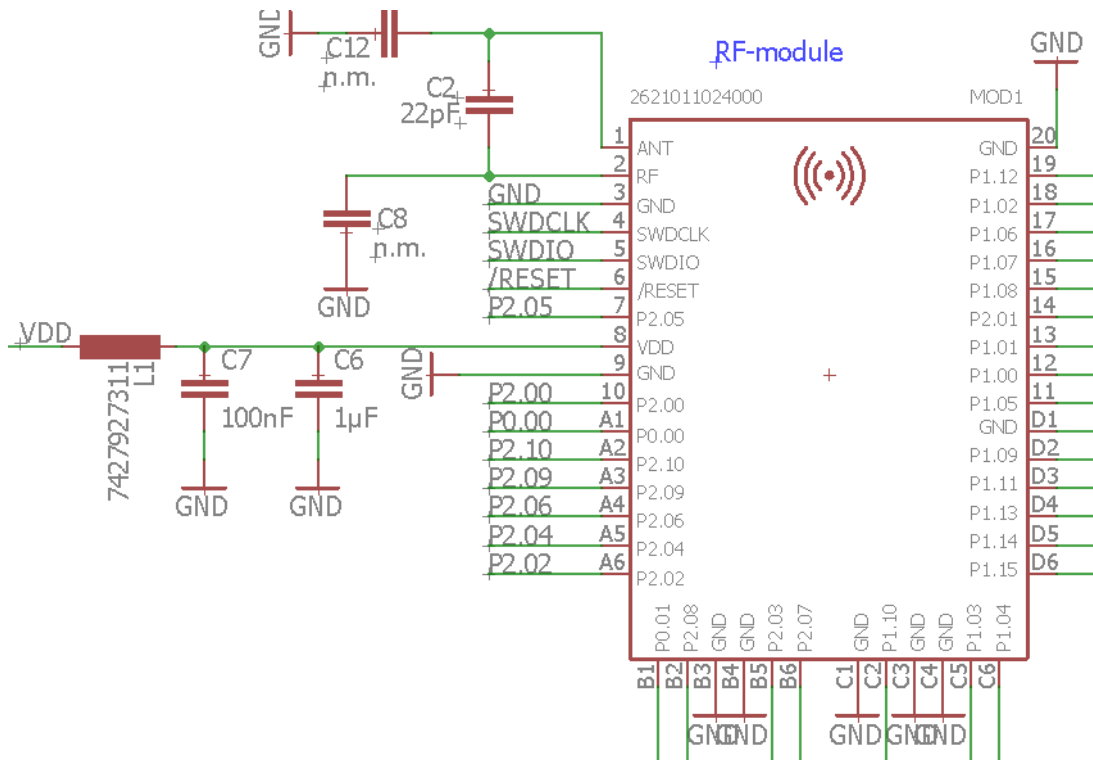 GND
C12
n.m.
C2
22pF
RF-module
GND
2621011024000
MOD1
1 ANT
2 RF
GND 3 GND
SWDCLK 4 SWDCLK
SWDIO 5 SWDIO
/RESET 6 /RESET
P2.05 7 P2.05
8 VDD
9 GND
P2.00 10 P2.00
P0.00 A1 P0.00
P2.10 A2 P2.10
P2.09 A3 P2.09
P2.06 A4 P2.06
P2.04 A5 P2.04
P2.02 A6 P2.02
C8
n.m.
GND
VDD
7427927311
L1
C7
100nF
GND
C6
1µF
GND
GND
GND 20
P1.12 19
P1.02 18
P1.06 17
P1.07 16
P1.08 15
P2.01 14
P1.01 13
P1.00 12
P1.05 11
GND D1
P1.09 D2
P1.11 D3
P1.13 D4
P1.14 D5
P1.15 D6
P0.01 B1
P2.08 B2
GND B3
GND B4
P2.03 B5
P2.07 B6
GND C1
P1.10 C2
GND C3
GND C4
P1.03 C5
P1.04 C6
GND
GND
GND
GND
GND